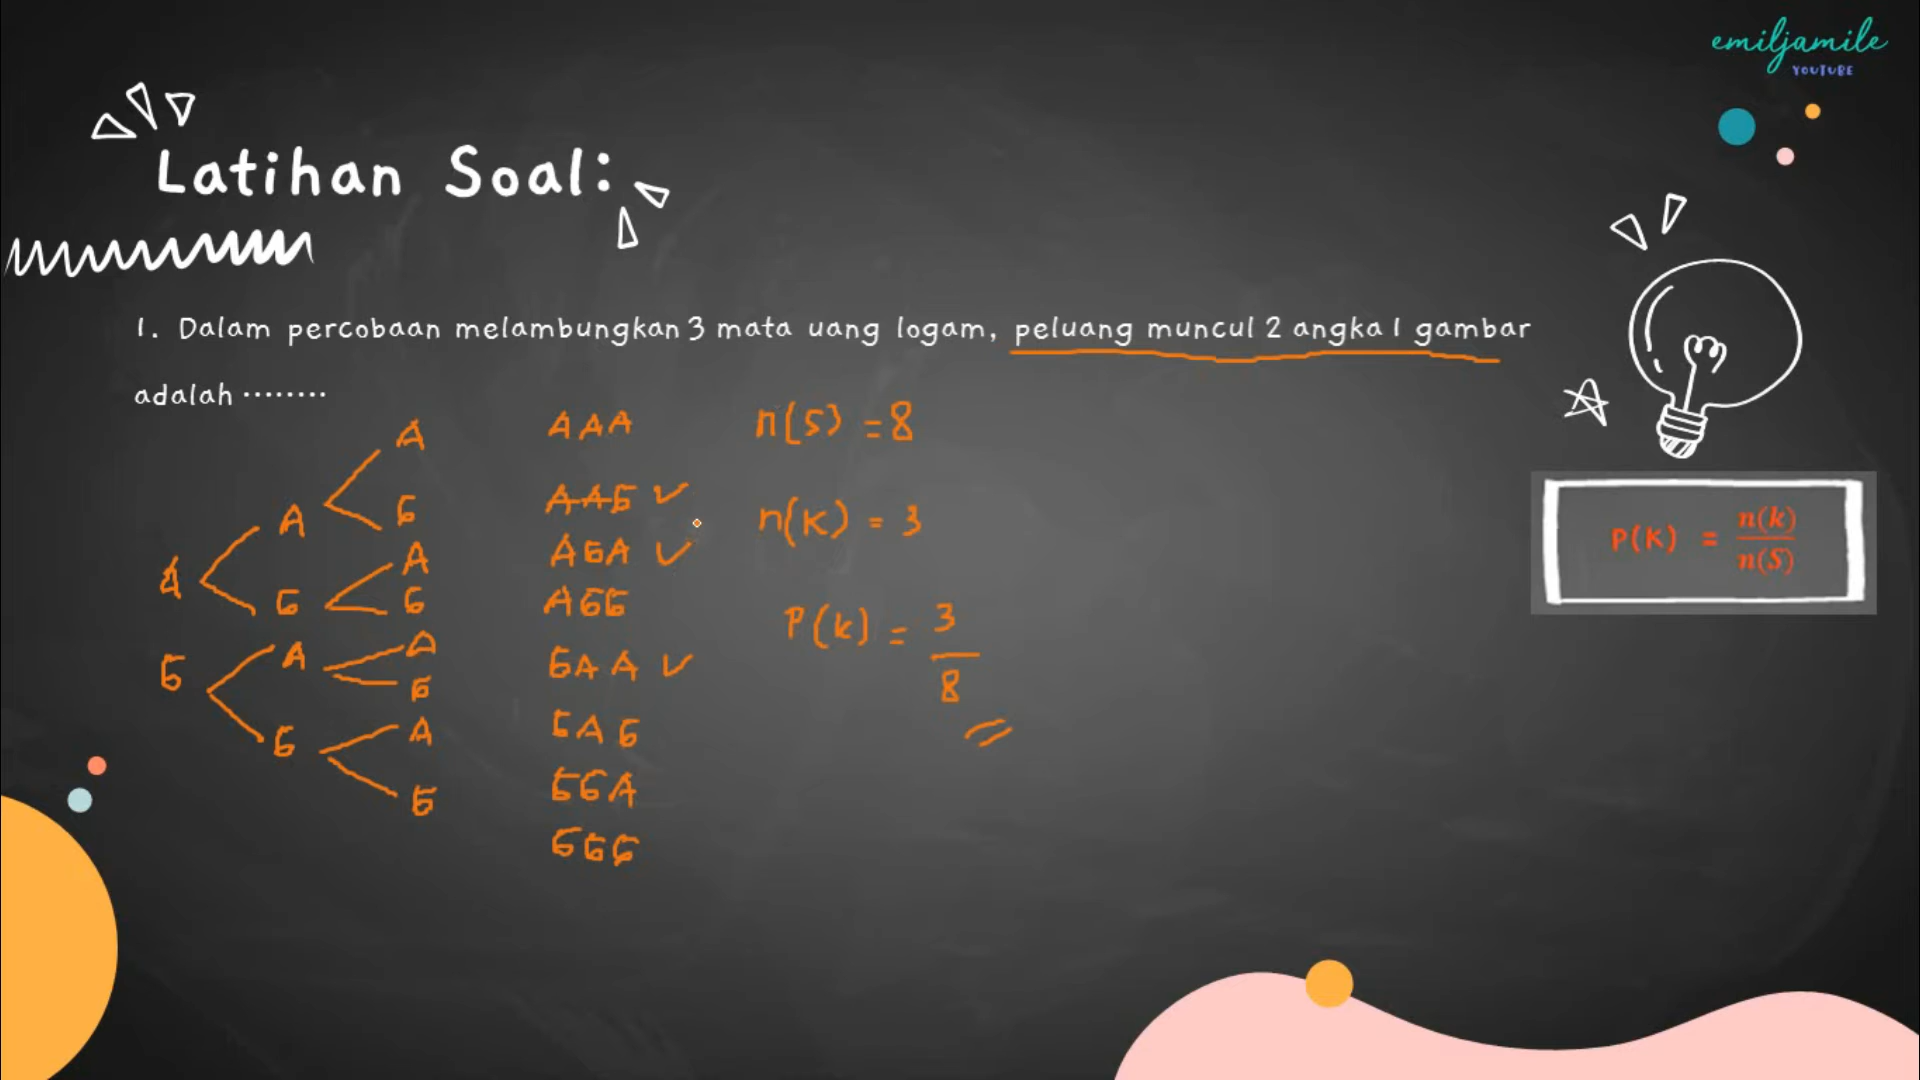 emiljamile
YOUTUBE
Latihan Soal:
1. Dalam percobaan melambungkan 3 mata uang logam, peluang muncul 2 angka 1 gambar
adalah ........
A
A
G
A
A
G
G
A
G
A
G
A
G
G
AAA
AAG ✓
AGA ✓
AGG
GAA ✓
GAG
GGA
GGG
n(S) = 8
n(K) = 3
P(K) = 3
8
P(K) = n(k)
n(S)